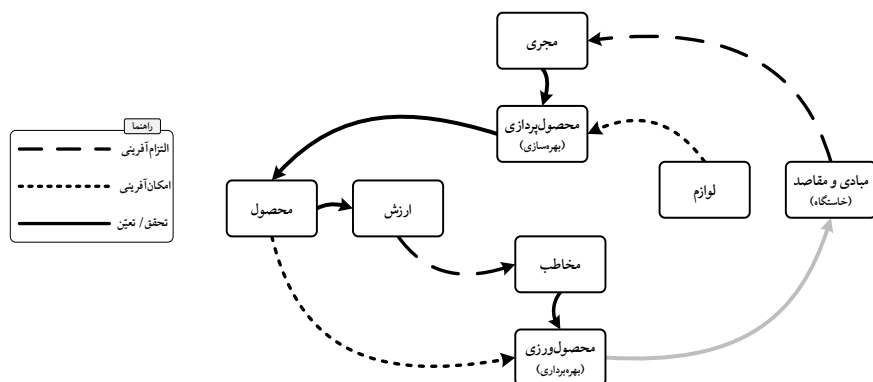 مجری
محصول‌پردازی
(بهره‌سازی)
مبادی و مقاصد
(خاستگاه)
لوازم
ارزش
محصول
مخاطب
محصول‌ورزی
(بهره‌برداری)
راهنما
التزام‌آفرینی
امکان‌آفرینی
تحقق/ تعیّن